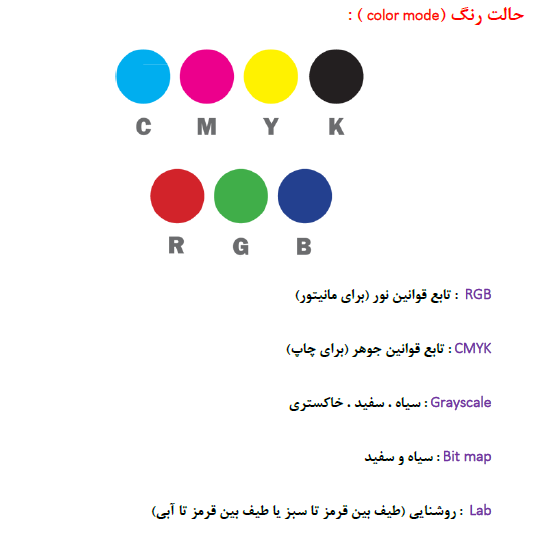 حالت رنگ ( color mode) :
C M Y K
R G B
RGB : تابع قوانین نور (برای مانیتور)
CMYK : تابع قوانین جوهر (برای چاپ)
Grayscale : سیاه . سفید . خاکستری
Bit map : سیاه و سفید
Lab : روشنایی (طیف بین قرمز تا سبز یا طیف بین قرمز تا آبی)